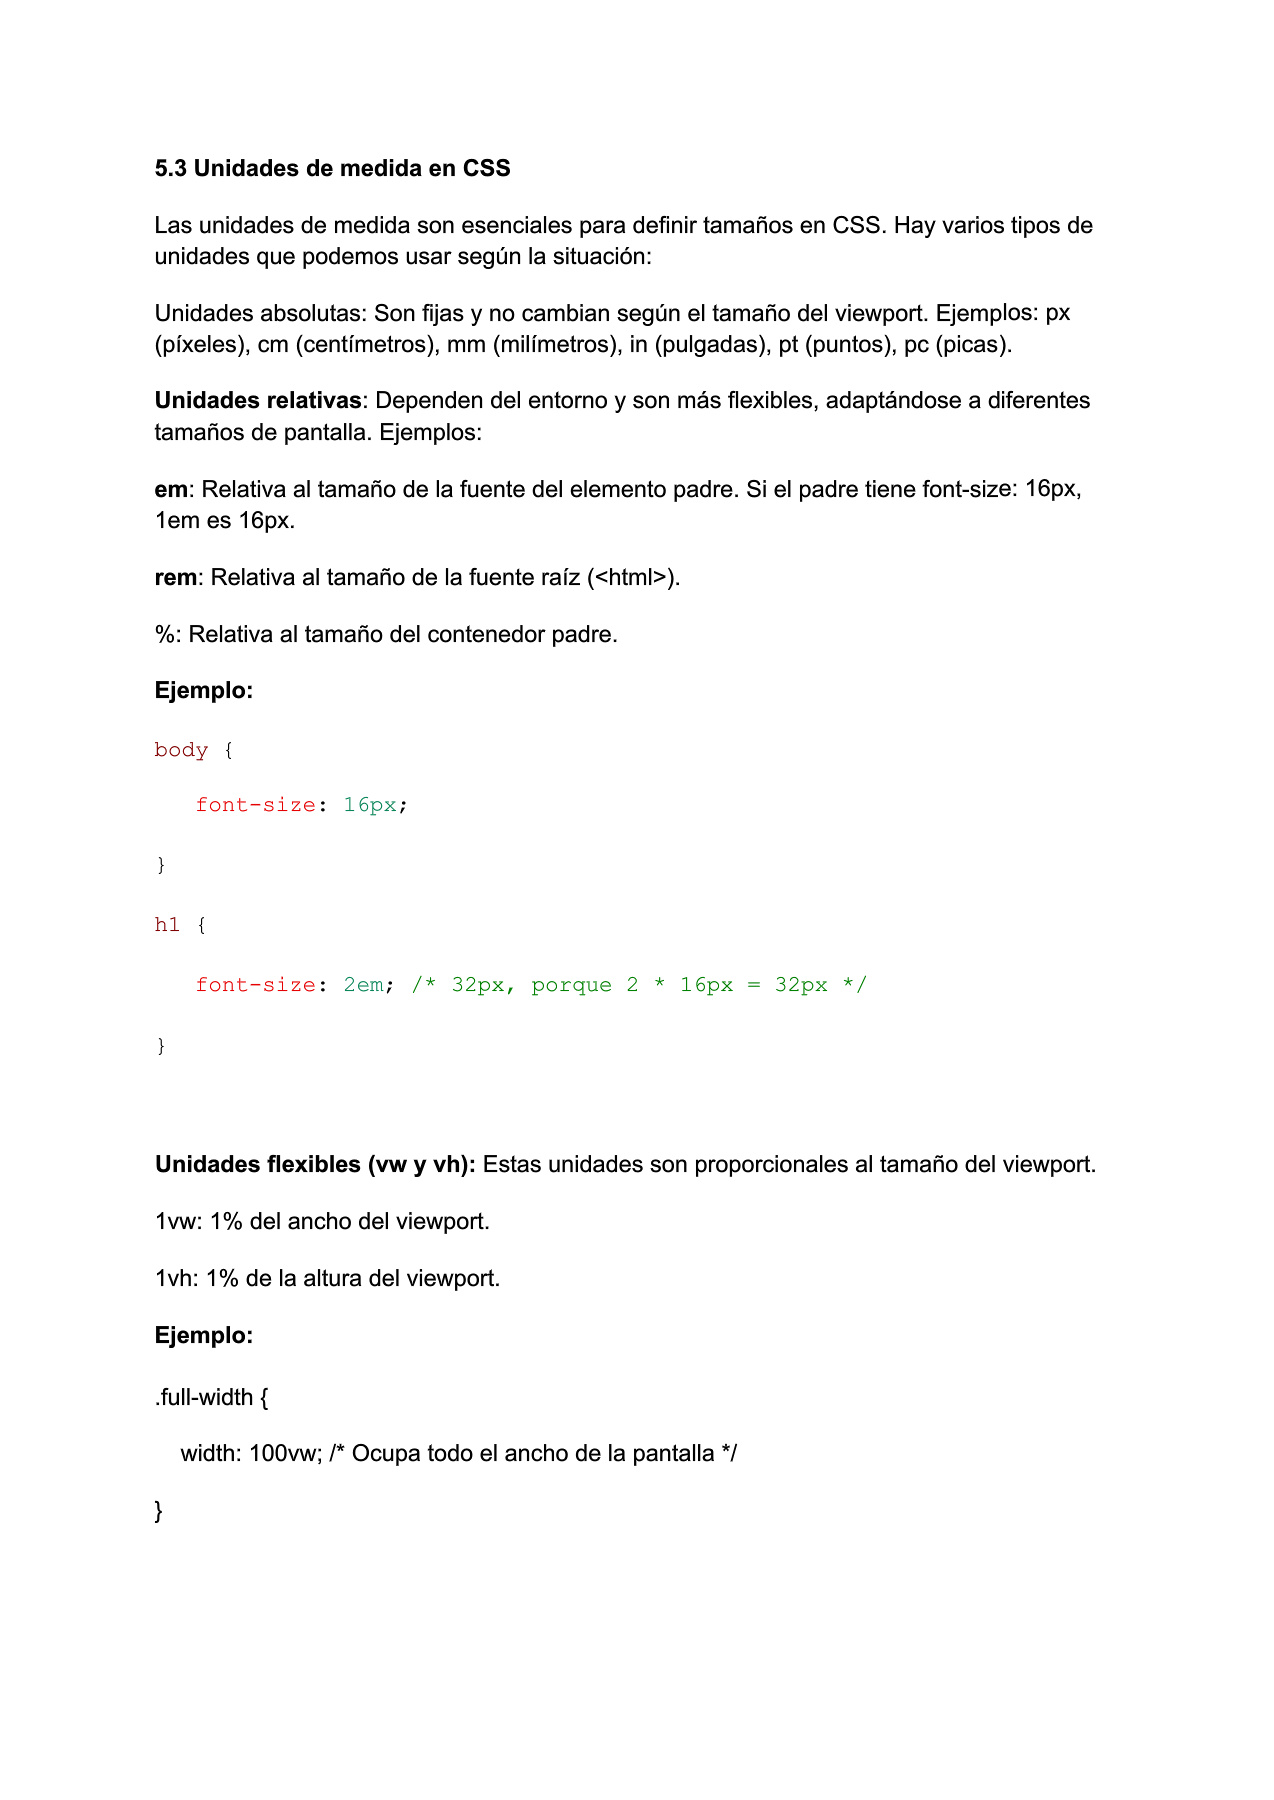 5.3 Unidades de medida en CSS
Las unidades de medida son esenciales para definir tamaños en CSS. Hay varios tipos de
unidades que podemos usar según la situación:
Unidades absolutas: Son fijas y no cambian según el tamaño del viewport. Ejemplos: px
(píxeles), cm (centímetros), mm (milímetros), in (pulgadas), pt (puntos), pc (picas).
Unidades relativas: Dependen del entorno y son más flexibles, adaptándose a diferentes
tamaños de pantalla. Ejemplos:
em: Relativa al tamaño de la fuente del elemento padre. Si el padre tiene font-size: 16px,
1em es 16px.
rem: Relativa al tamaño de la fuente raíz (<html>).
%: Relativa al tamaño del contenedor padre.
Ejemplo:
body {
font-size: 16px;
}
h1 {
font-size: 2em; /* 32px, porque 2 * 16px = 32px */
}
Unidades flexibles (vw y vh): Estas unidades son proporcionales al tamaño del viewport.
1vw: 1% del ancho del viewport.
1vh: 1% de la altura del viewport.
Ejemplo:
.full-width {
width: 100vw; /* Ocupa todo el ancho de la pantalla */
}